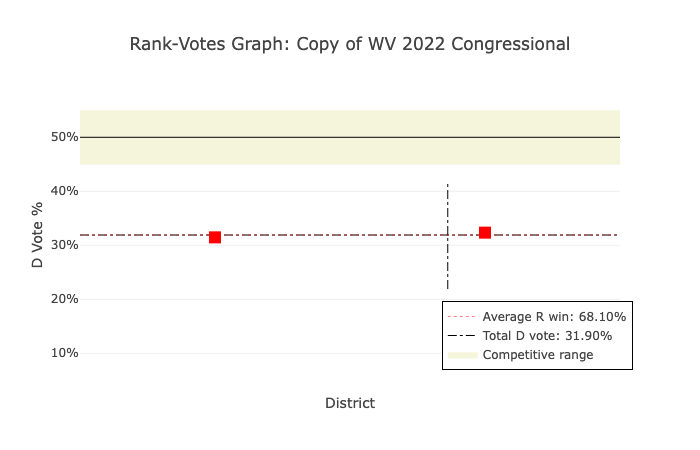 Rank-Votes Graph: Copy of WV 2022 Congressional
50%
40%
30%
20%
10%
D Vote %
District
Average R win: 68.10%
Total D vote: 31.90%
Competitive range